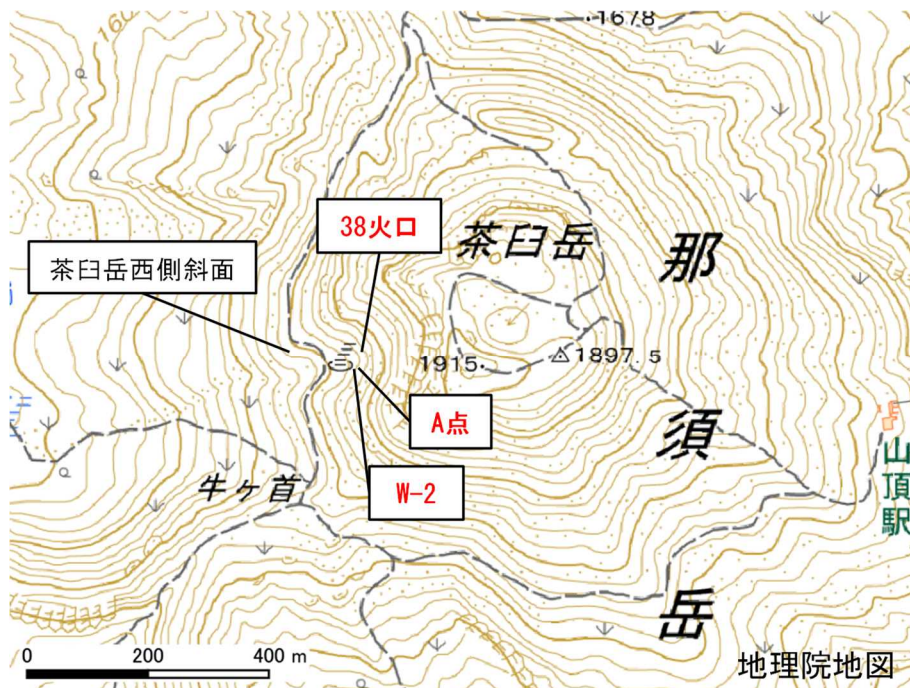 ・1678
38火口
茶臼岳
那
須
岳
茶臼岳西側斜面
1915・
1897.5
A点
W-2
牛ヶ首
山頂駅
0 200 400 m
地理院地図